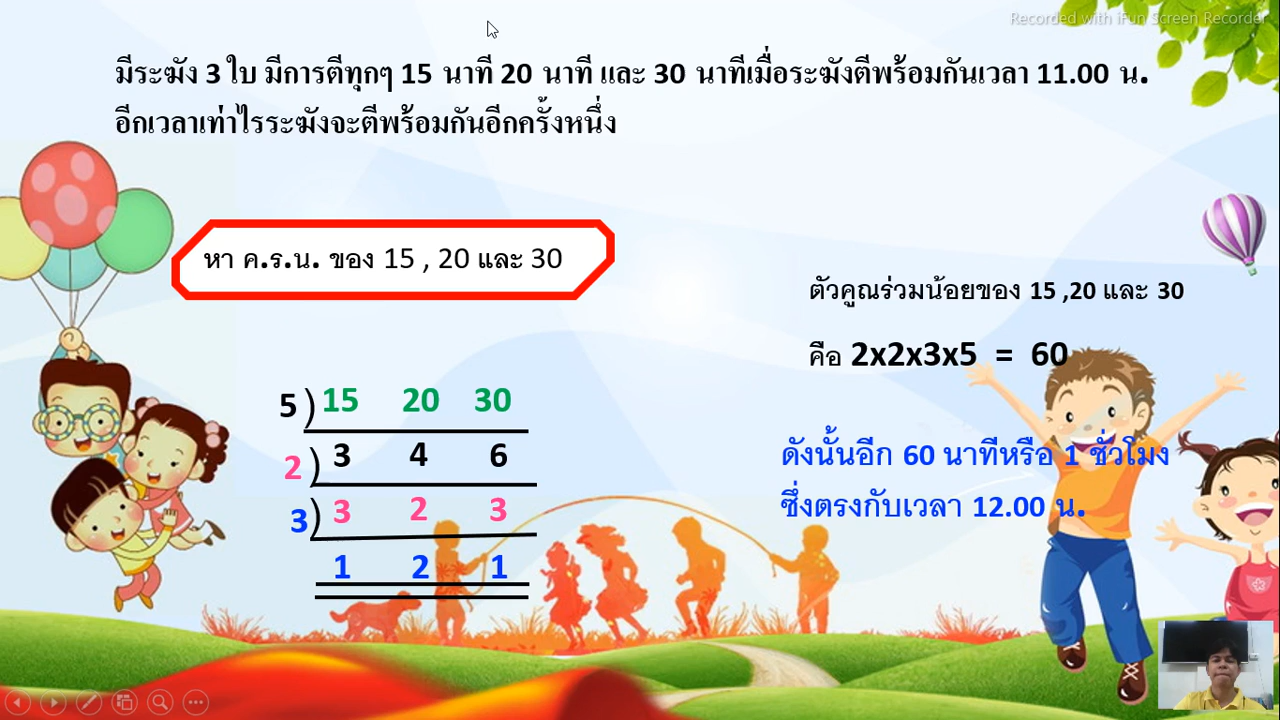 Recorded with iFun Screen Recorder
มีระฆัง 3 ใบ มีการตีทุกๆ 15 นาที 20 นาที และ 30 นาทีเมื่อระฆังตีพร้อมกันเวลา 11.00 น.
อีกเวลาเท่าไรระฆังจะตีพร้อมกันอีกครั้งหนึ่ง
หา ค.ร.น. ของ 15 , 20 และ 30
5) 15 20 30
2) 3 4 6
3) 3 2 3
1 2 1
ตัวคูณร่วมน้อยของ 15 ,20 และ 30
คือ 2x2x3x5 = 60
ดังนั้นอีก 60 นาทีหรือ 1 ชั่วโมง
ซึ่งตรงกับเวลา 12.00 น.